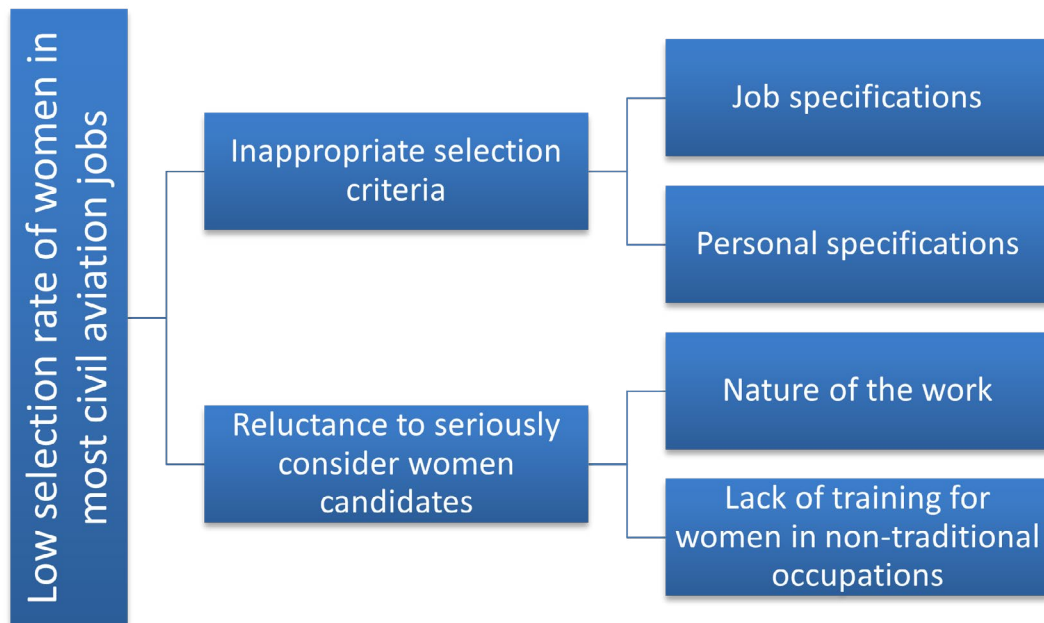 Low selection rate of women in
most civil aviation jobs
Inappropriate selection
criteria
Job specifications
Personal specifications
Reluctance to seriously
consider women
candidates
Nature of the work
Lack of training for
women in non-traditional
occupations